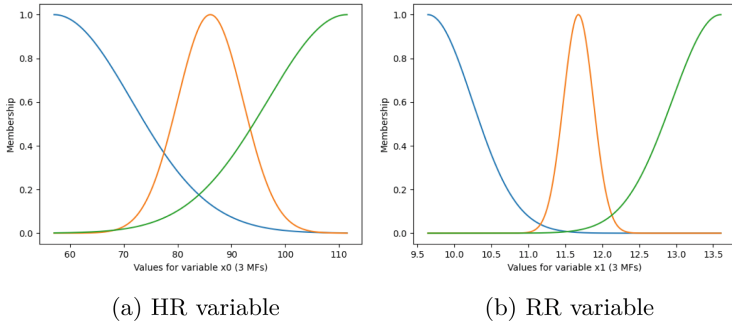 1.0
0.8
0.6
0.4
0.2
0.0
Membership
60 70 80 90 100 110
Values for variable x0 (3 MFs)
(a) HR variable
1.0
0.8
0.6
0.4
0.2
0.0
Membership
9.5 10.0 10.5 11.0 11.5 12.0 12.5 13.0 13.5
Values for variable x1 (3 MFs)
(b) RR variable